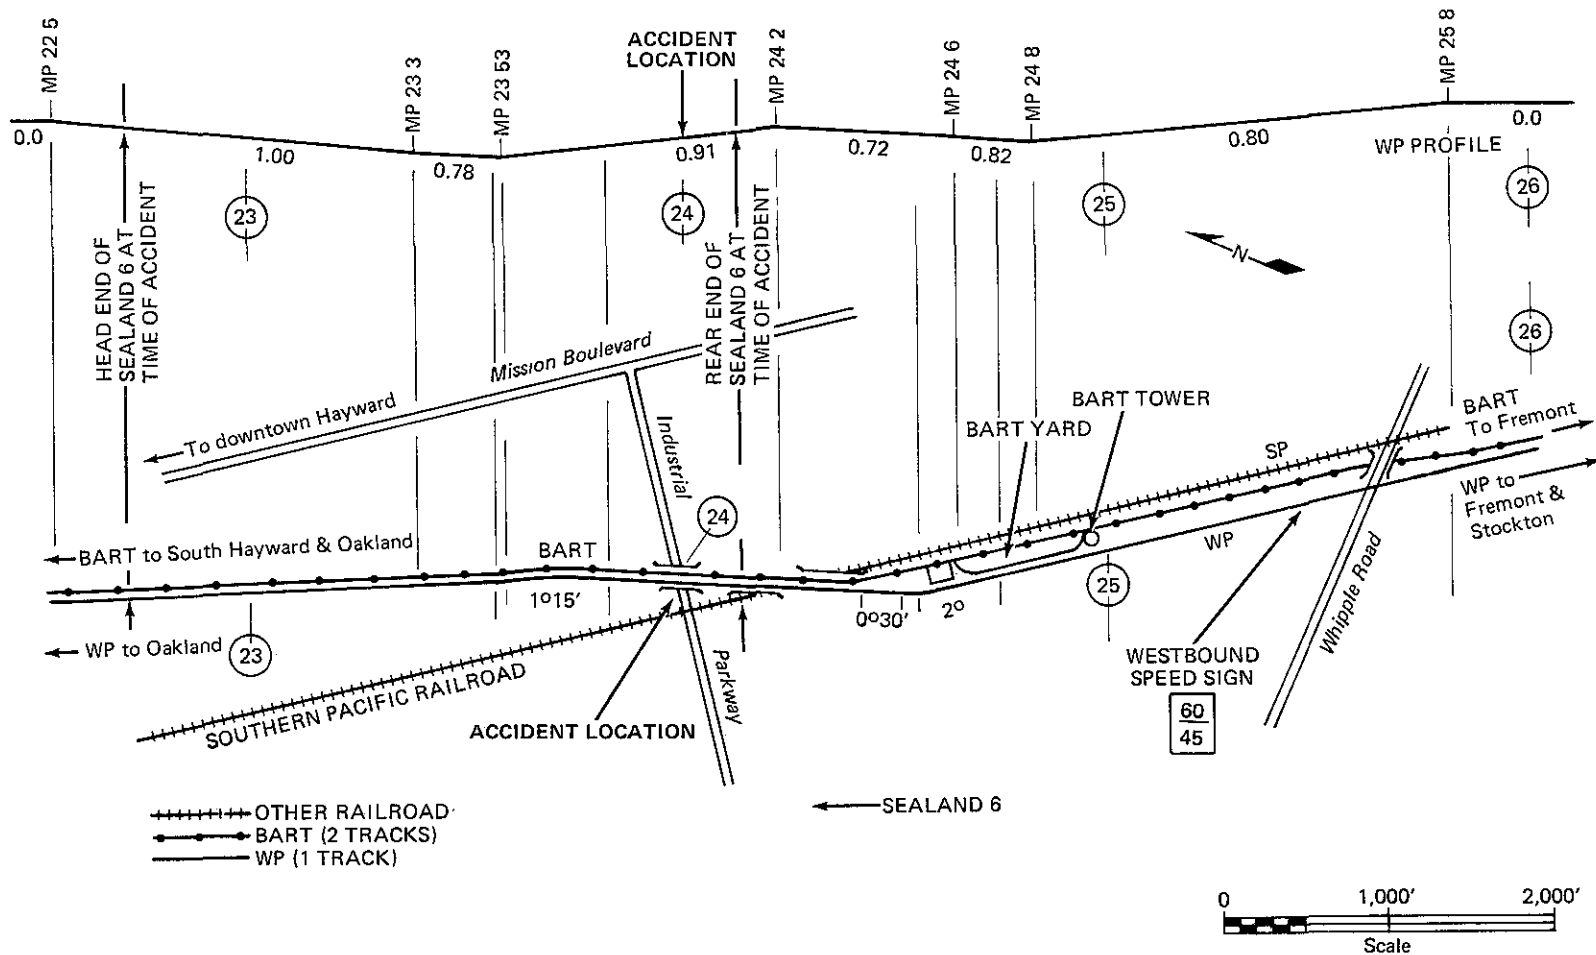 MP 22 5
MP 23 3
MP 23 53
ACCIDENT
LOCATION
MP 24 2
MP 24 6
MP 24 8
MP 25 8
0.0
1.00
0.78
0.91
0.72
0.82
0.80
0.0
WP PROFILE
23
24
25
26
HEAD END OF
SEALAND 6 AT
TIME OF ACCIDENT
REAR END OF
SEALAND 6 AT
TIME OF ACCIDENT
N
26
Mission Boulevard
To downtown Hayward
Industrial
BART TOWER
BART YARD
SP
BART
To Fremont
WP to
Fremont &
Stockton
24
BART to South Hayward & Oakland
BART
WP
1º15'
0º30'
2º
25
Whipple Road
WP to Oakland
23
SOUTHERN PACIFIC RAILROAD
Parkway
ACCIDENT LOCATION
WESTBOUND
SPEED SIGN
60
45
SEALAND 6
OTHER RAILROAD
BART (2 TRACKS)
WP (1 TRACK)
0 1,000' 2,000'
Scale